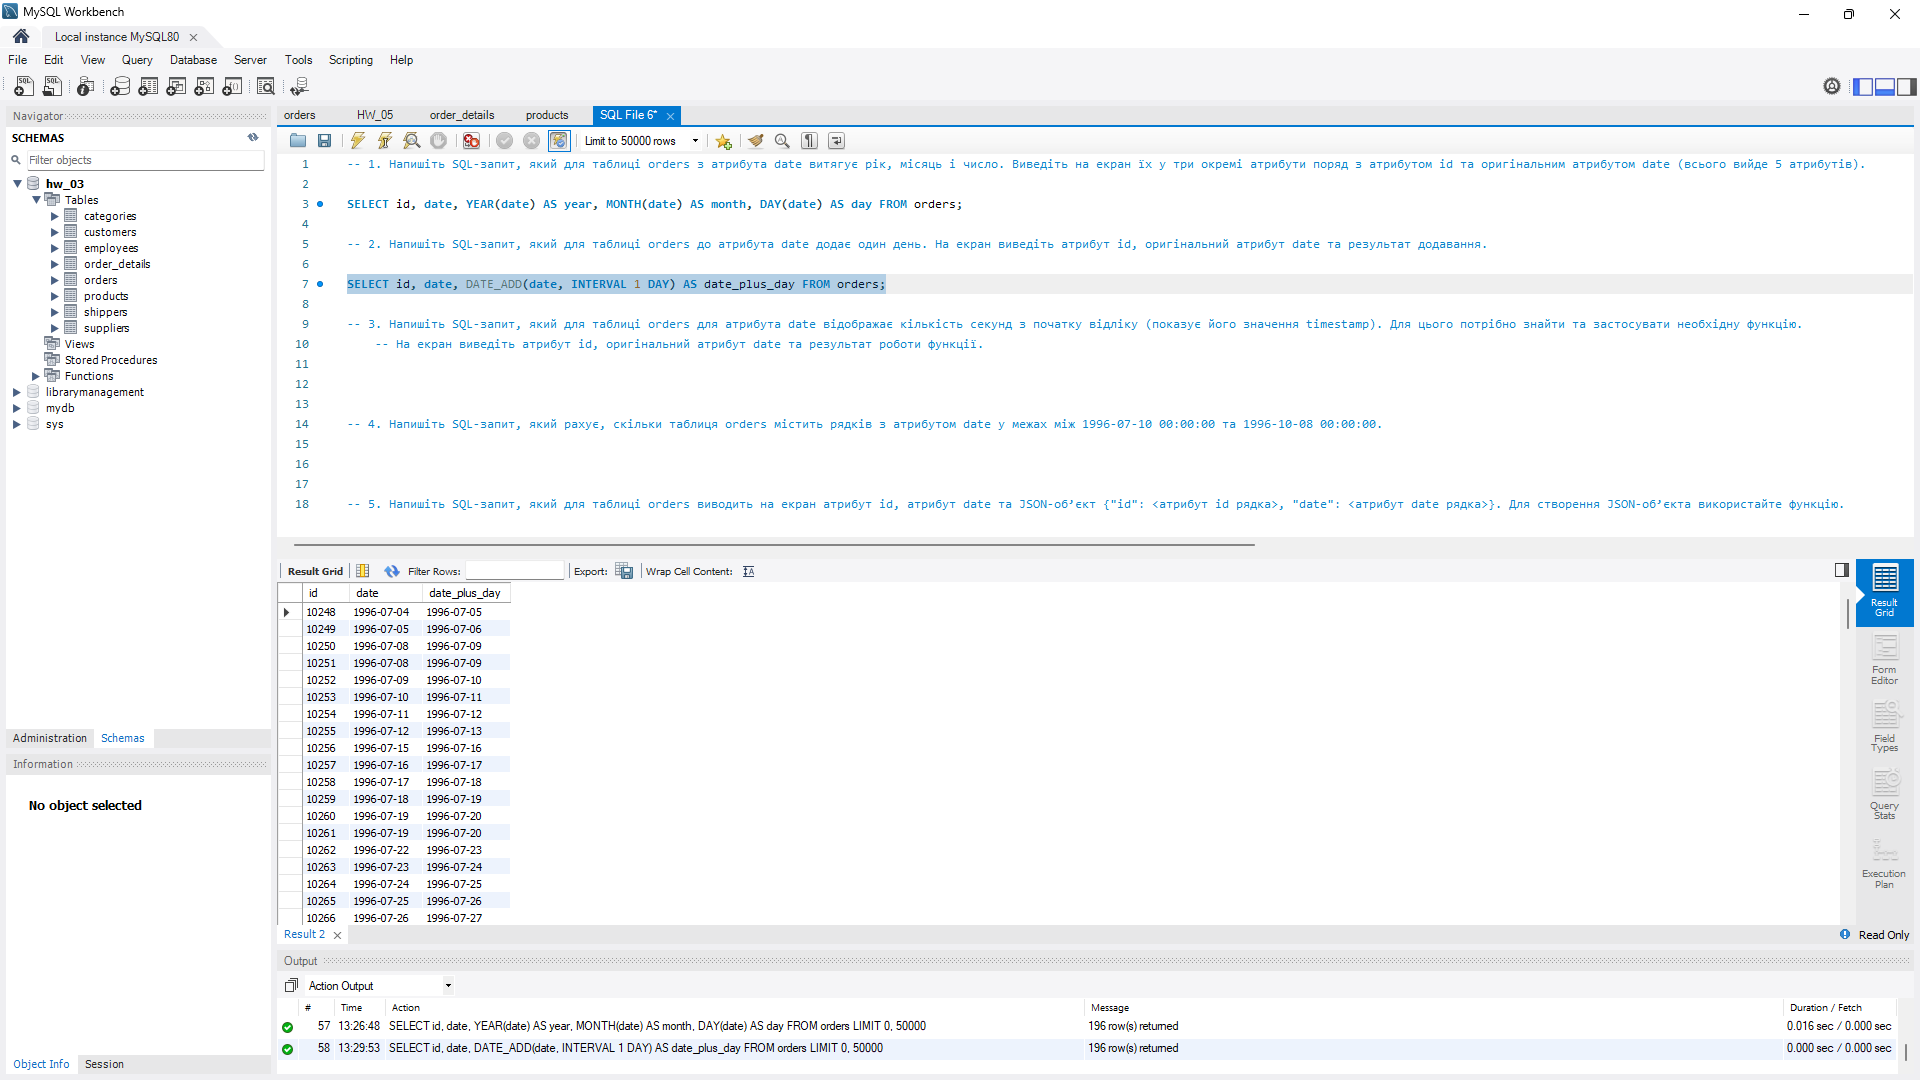 MySQL Workbench
Local instance MySQL80
File Edit View Query Database Server Tools Scripting Help
Navigator
SCHEMAS
Filter objects
hw_03
Tables
categories
customers
employees
order_details
orders
products
shippers
suppliers
Views
Stored Procedures
Functions
librarymanagement
mydb
sys
Administration Schemas
Information
No object selected
Object Info Session
orders HW_05 order_details products SQL File 6*
Limit to 50000 rows
1 -- 1. Напишіть SQL-запит, який для таблиці orders з атрибута date витягує рік, місяць і число. Виведіть на екран їх у три окремі атрибути поряд з атрибутом id та оригінальним атрибутом date (всього вийде 5 атрибутів).
2
3 SELECT id, date, YEAR(date) AS year, MONTH(date) AS month, DAY(date) AS day FROM orders;
4
5 -- 2. Напишіть SQL-запит, який для таблиці orders до атрибута date додає один день. На екран виведіть атрибут id, оригінальний атрибут date та результат додавання.
6
7 SELECT id, date, DATE_ADD(date, INTERVAL 1 DAY) AS date_plus_day FROM orders;
8
9 -- 3. Напишіть SQL-запит, який для таблиці orders для атрибута date відображає кількість секунд з початку відліку (показує його значення timestamp). Для цього потрібно знайти та застосувати необхідну функцію.
10 -- На екран виведіть атрибут id, оригінальний атрибут date та результат роботи функції.
11
12
13
14 -- 4. Напишіть SQL-запит, який рахує, скільки таблиця orders містить рядків з атрибутом date у межах між 1996-07-10 00:00:00 та 1996-10-08 00:00:00.
15
16
17
18 -- 5. Напишіть SQL-запит, який для таблиці orders виводить на екран атрибут id, атрибут date та JSON-об’єкт {"id": <атрибут id рядка>, "date": <атрибут date рядка>}. Для створення JSON-об’єкта використайте функцію.
Result Grid Filter Rows: Export: Wrap Cell Content:
id date date_plus_day
10248 1996-07-04 1996-07-05
10249 1996-07-05 1996-07-06
10250 1996-07-08 1996-07-09
10251 1996-07-08 1996-07-09
10252 1996-07-09 1996-07-10
10253 1996-07-10 1996-07-11
10254 1996-07-11 1996-07-12
10255 1996-07-12 1996-07-13
10256 1996-07-15 1996-07-16
10257 1996-07-16 1996-07-17
10258 1996-07-17 1996-07-18
10259 1996-07-18 1996-07-19
10260 1996-07-19 1996-07-20
10261 1996-07-19 1996-07-20
10262 1996-07-22 1996-07-23
10263 1996-07-23 1996-07-24
10264 1996-07-24 1996-07-25
10265 1996-07-25 1996-07-26
10266 1996-07-26 1996-07-27
Result Grid
Form Editor
Field Types
Query Stats
Execution Plan
Result 2 Read Only
Output
Action Output
# Time Action Message Duration / Fetch
57 13:26:48 SELECT id, date, YEAR(date) AS year, MONTH(date) AS month, DAY(date) AS day FROM orders LIMIT 0, 50000 196 row(s) returned 0.016 sec / 0.000 sec
58 13:29:53 SELECT id, date, DATE_ADD(date, INTERVAL 1 DAY) AS date_plus_day FROM orders LIMIT 0, 50000 196 row(s) returned 0.000 sec / 0.000 sec